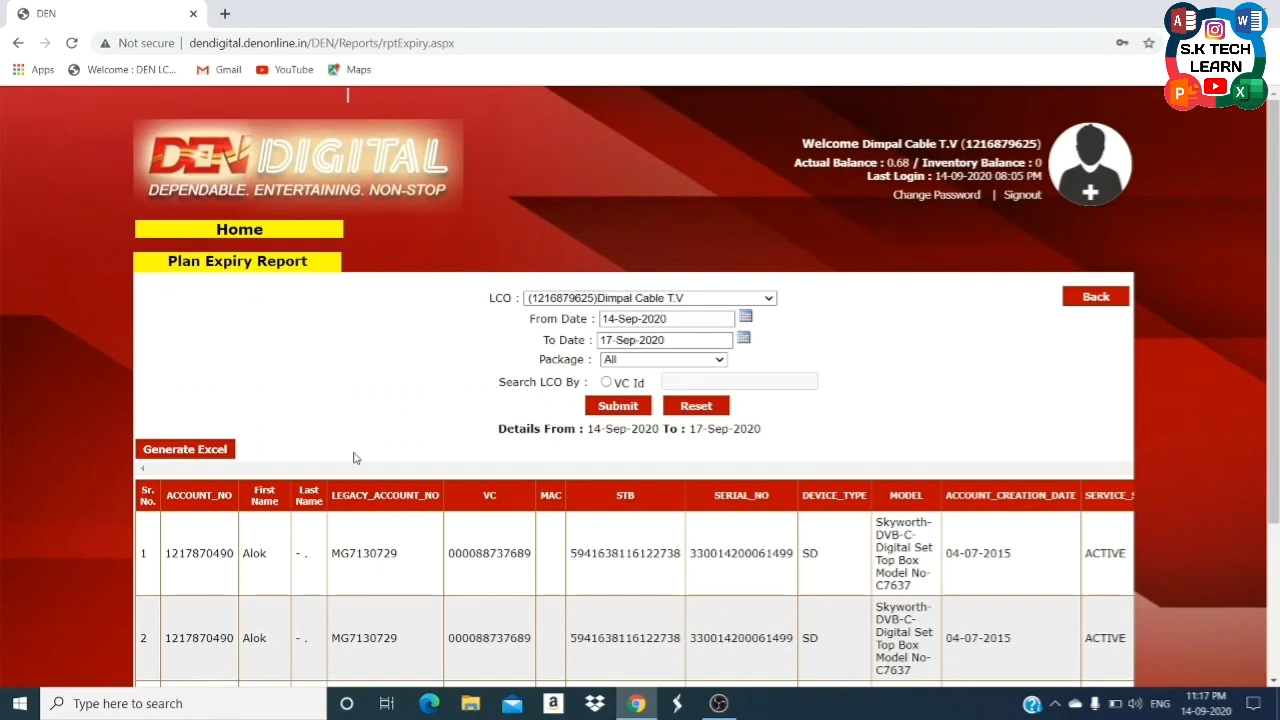 DEN
Not secure
dendigital.denonline.in/DEN/Reports/rptExpiry.aspx
Apps
Welcome : DEN LC...
Gmail
YouTube
Maps
A
W
S.K TECH
LEARN
P
X
DEN DIGITAL
DEPENDABLE. ENTERTAINING. NON-STOP
Welcome Dimpal Cable T.V (1216879625)
Actual Balance : 0.68 / Inventory Balance : 0
Last Login : 14-09-2020 08:05 PM
Change Password | Signout
Home
Plan Expiry Report
LCO : (1216879625)Dimpal Cable T.V
Back
From Date : 14-Sep-2020
To Date : 17-Sep-2020
Package : All
Search LCO By : VC Id
Submit Reset
Details From : 14-Sep-2020 To : 17-Sep-2020
Generate Excel
Sr. No. ACCOUNT_NO First Name Last Name LEGACY_ACCOUNT_NO VC MAC STB SERIAL_NO DEVICE_TYPE MODEL ACCOUNT_CREATION_DATE SERVICE_S
1 1217870490 Alok - . MG7130729 000088737689 5941638116122738 330014200061499 SD Skyworth-DVB-C-Digital Set Top Box Model No-C7637 04-07-2015 ACTIVE
2 1217870490 Alok - . MG7130729 000088737689 5941638116122738 330014200061499 SD Skyworth-DVB-C-Digital Set Top Box Model No-C7637 04-07-2015 ACTIVE
Type here to search
a
ENG
11:17 PM
14-09-2020